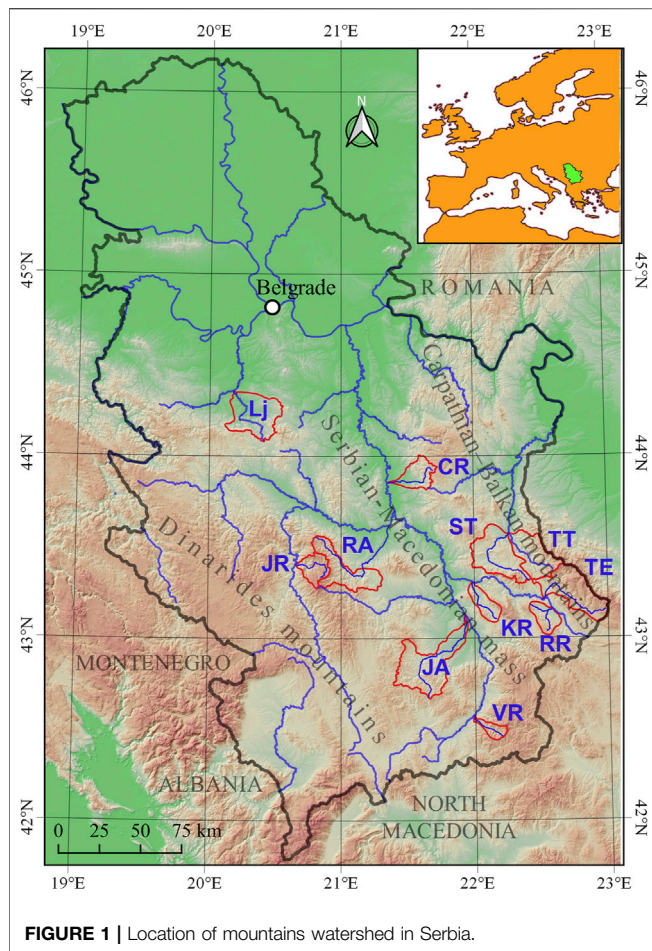 19°E 20°E 21°E 22°E 23°E
46°N 46°N
N
45°N 45°N
Belgrade
ROMANIA
Carpathian-Balkan mountains
Lj
44°N 44°N
Serbian-Macedonian mass
CR
ST
TT
RA
JR
TE
Dinarides mountains
KR
RR
43°N 43°N
MONTENEGRO
JA
VR
ALBANIA
NORTH
MACEDONIA
42°N 42°N
0 25 50 75 km
19°E 20°E 21°E 22°E 23°E
FIGURE 1 | Location of mountains watershed in Serbia.